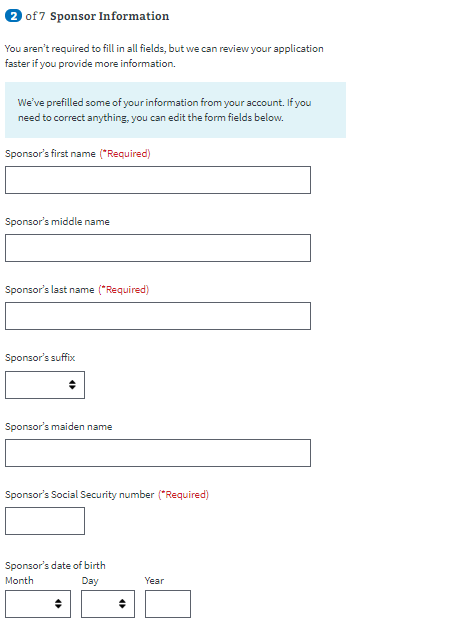 2 of 7 Sponsor Information
You aren't required to fill in all fields, but we can review your application
faster if you provide more information.
We've prefilled some of your information from your account. If you
need to correct anything, you can edit the form fields below.
Sponsor's first name (*Required)
Sponsor's middle name
Sponsor's last name (*Required)
Sponsor's suffix
Sponsor's maiden name
Sponsor's Social Security number (*Required)
Sponsor's date of birth
Month Day Year